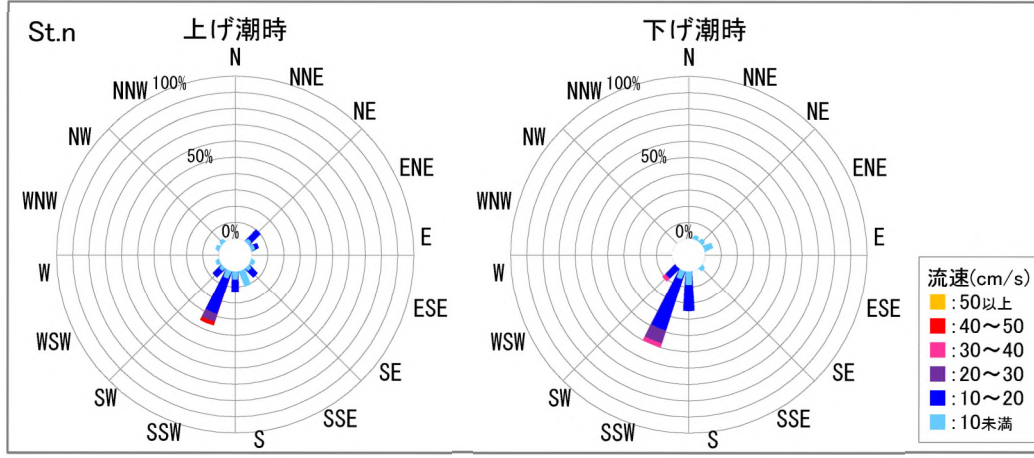 St.n
上げ潮時
N
NNE
NE
ENE
E
ESE
SE
SSE
S
SSW
SW
WSW
W
WNW
NW
NNW
100%
50%
0%
下げ潮時
N
NNE
NE
ENE
E
ESE
SE
SSE
S
SSW
SW
WSW
W
WNW
NW
NNW
100%
50%
0%
流速(cm/s)
:50以上
:40～50
:30～40
:20～30
:10～20
:10未満